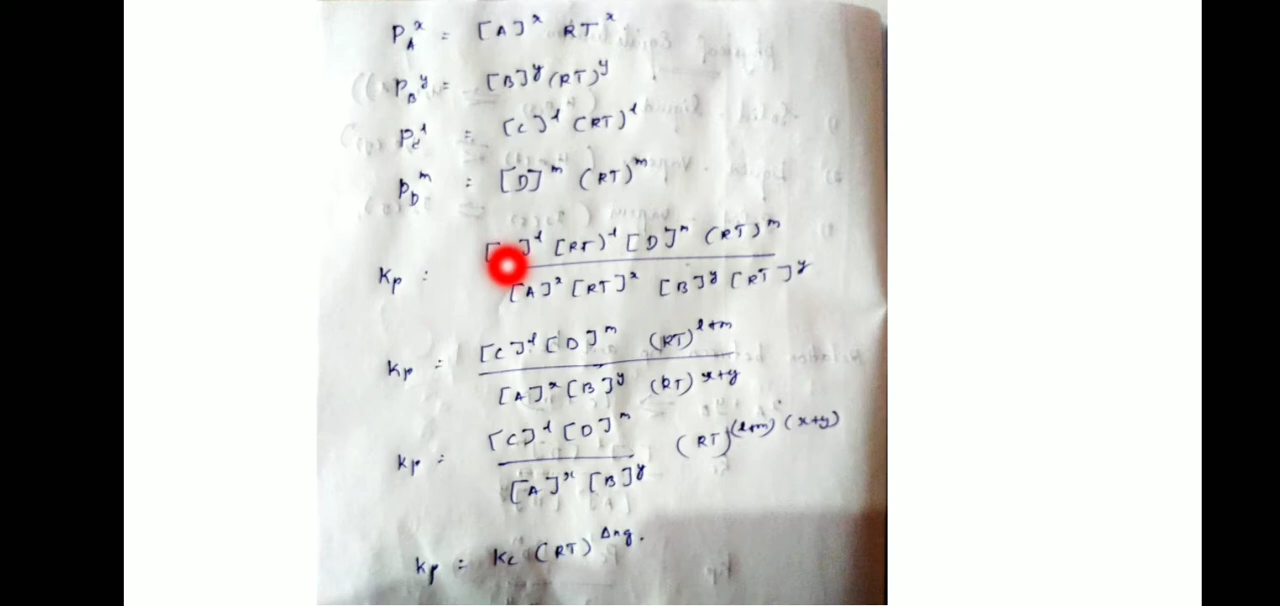 P_A^x = [A]^x RT^x
P_B^y = [B]^y (RT)^y
P_C^l = [C]^l (RT)^l
P_D^m = [D]^m (RT)^m
[ ]^l [RT)^l [D]^m (RT)^m
Kp = ―――――――――――――
[A]^x [RT]^x [B]^y [RT]^y
[C]^l [D]^m (RT)^l+m
Kp = ―――――――――――――
[A]^x [B]^y (RT)^x+y
[C]^l [D]^m
Kp = ――――――― (RT)^(l+m) (x+y)
[A]^x [B]^y
Kp = Kc (RT)^Δng.